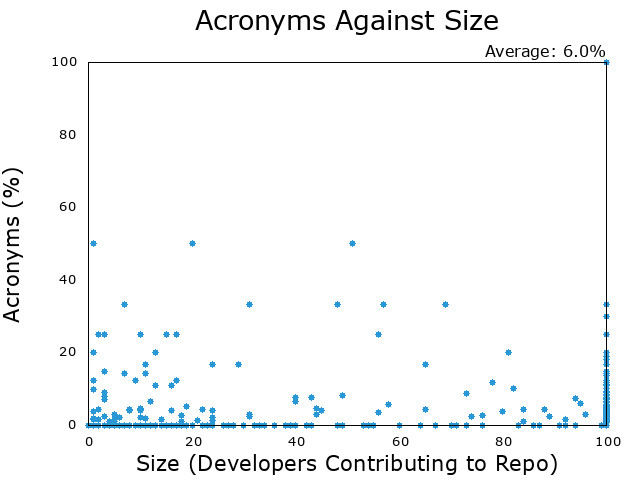 Acronyms Against Size
Average: 6.0%
100
80
60
40
20
0
Acronyms (%)
0 20 40 60 80 100
Size (Developers Contributing to Repo)